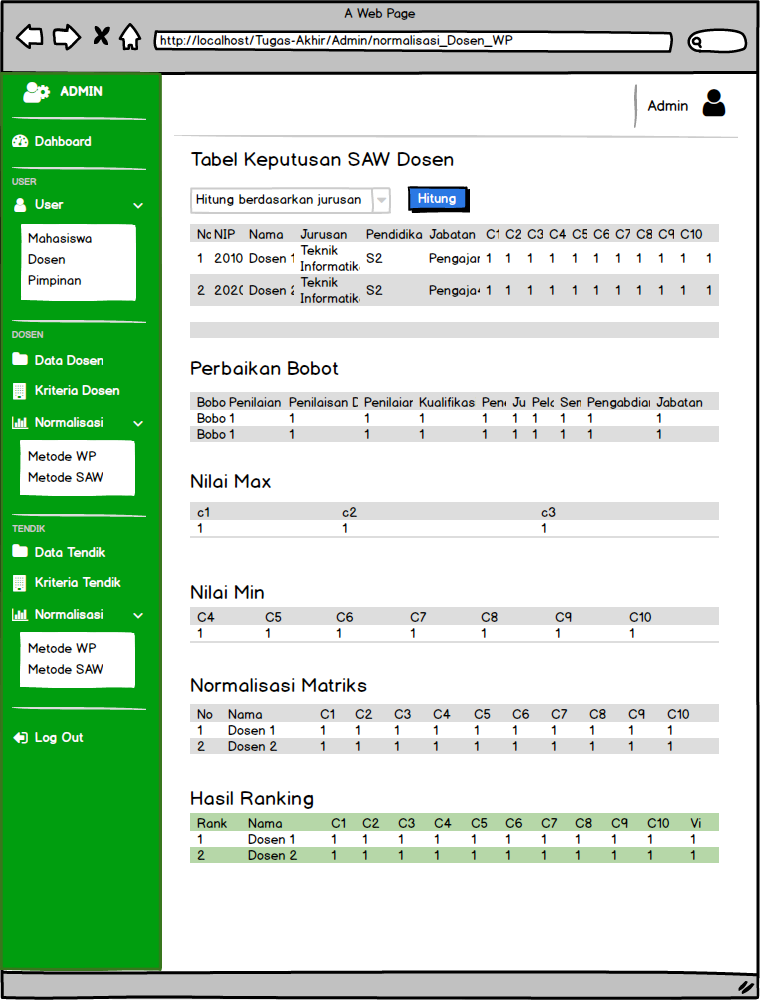 A Web Page
http://localhost/Tugas-Akhir/Admin/normalisasi_Dosen_WP
ADMIN
Dahboard
USER
User
Mahasiswa
Dosen
Pimpinan
DOSEN
Data Dosen
Kriteria Dosen
Normalisasi
Metode WP
Metode SAW
TENDIK
Data Tendik
Kriteria Tendik
Normalisasi
Metode WP
Metode SAW
Log Out
Admin
Tabel Keputusan SAW Dosen
Hitung berdasarkan jurusan Hitung
Nc NIP Nama Jurusan Pendidika Jabatan C1 C2 C3 C4 C5 C6 C7 C8 C9 C10
1 2010 Dosen 1 Teknik Informatik S2 Pengajar 1 1 1 1 1 1 1 1 1 1 1
2 2020 Dosen 2 Teknik Informatik S2 Pengaja 1 1 1 1 1 1 1 1 1 1 1
Perbaikan Bobot
Bobo Penilaian Penilaisan D Penilaiar Kualifikas Pene Ju Pela Sen Pengabdiar Jabatan
Bobo 1 1 1 1 1 1 1 1 1 1
Bobo 1 1 1 1 1 1 1 1 1 1
Nilai Max
c1 c2 c3
1 1 1
Nilai Min
C4 C5 C6 C7 C8 C9 C10
1 1 1 1 1 1 1
Normalisasi Matriks
No Nama C1 C2 C3 C4 C5 C6 C7 C8 C9 C10
1 Dosen 1 1 1 1 1 1 1 1 1 1 1
2 Dosen 2 1 1 1 1 1 1 1 1 1 1
Hasil Ranking
Rank Nama C1 C2 C3 C4 C5 C6 C7 C8 C9 C10 Vi
1 Dosen 1 1 1 1 1 1 1 1 1 1 1 1
2 Dosen 2 1 1 1 1 1 1 1 1 1 1 1